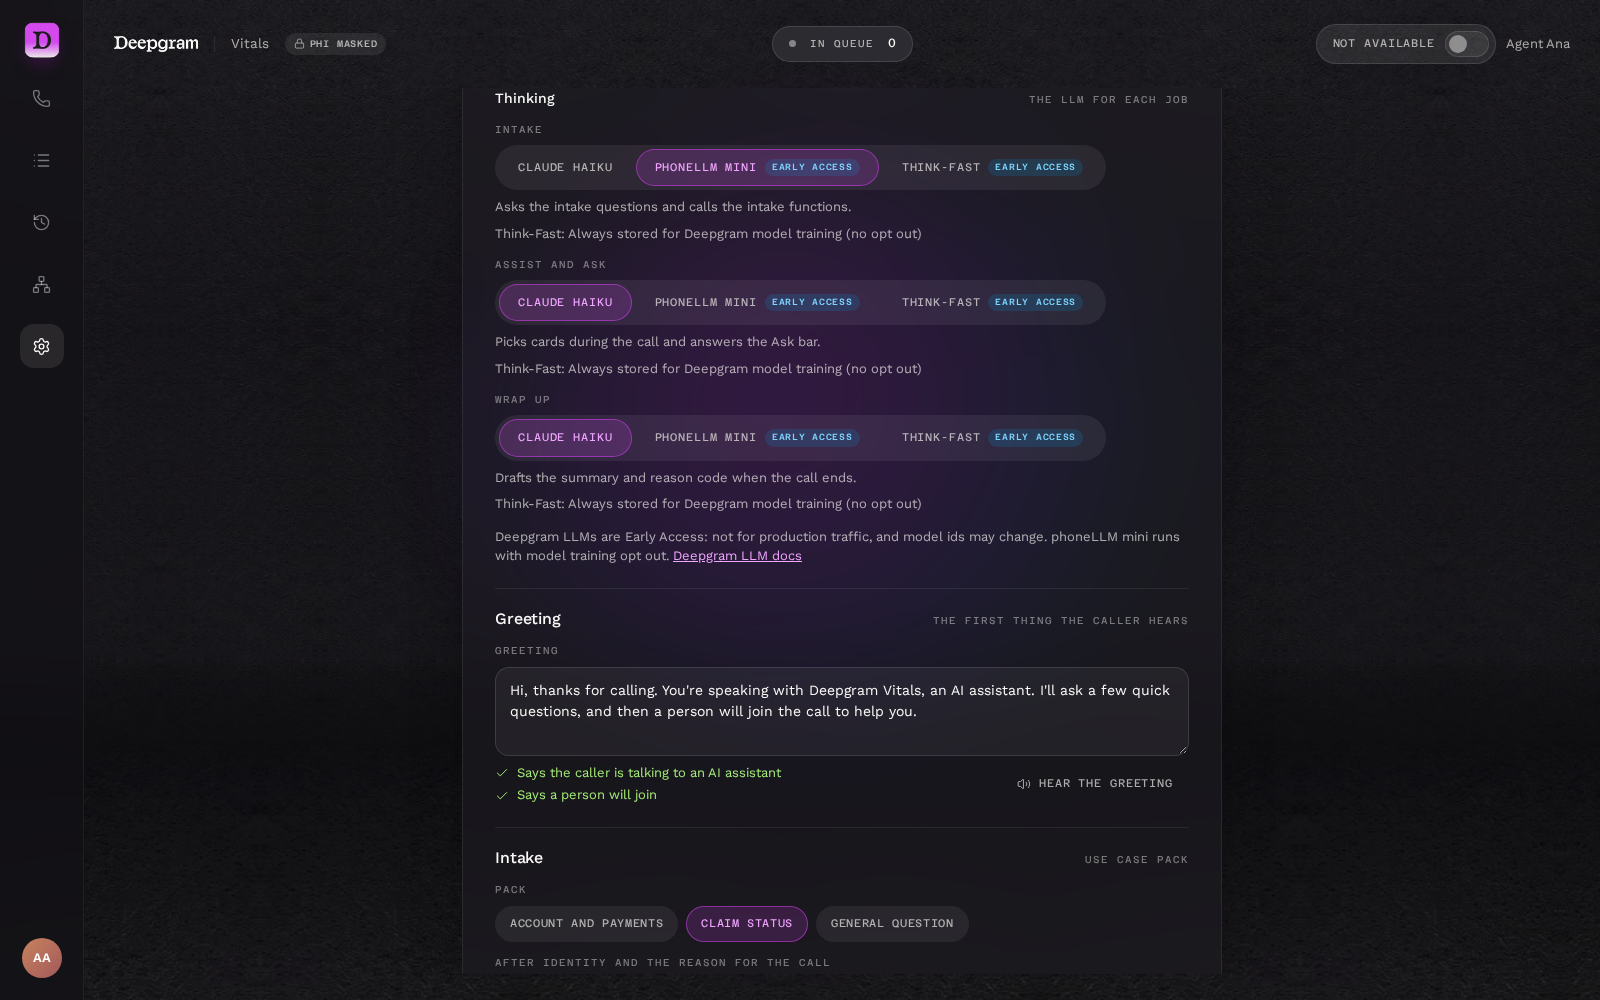 D
Deepgram
Vitals
PHI MASKED
IN QUEUE 0
NOT AVAILABLE
Agent Ana
Thinking
THE LLM FOR EACH JOB
INTAKE
CLAUDE HAIKU
PHONELLM MINI EARLY ACCESS
THINK-FAST EARLY ACCESS
Asks the intake questions and calls the intake functions.
Think-Fast: Always stored for Deepgram model training (no opt out)
ASSIST AND ASK
CLAUDE HAIKU
PHONELLM MINI EARLY ACCESS
THINK-FAST EARLY ACCESS
Picks cards during the call and answers the Ask bar.
Think-Fast: Always stored for Deepgram model training (no opt out)
WRAP UP
CLAUDE HAIKU
PHONELLM MINI EARLY ACCESS
THINK-FAST EARLY ACCESS
Drafts the summary and reason code when the call ends.
Think-Fast: Always stored for Deepgram model training (no opt out)
Deepgram LLMs are Early Access: not for production traffic, and model ids may change. phoneLLM mini runs
with model training opt out. Deepgram LLM docs
Greeting
THE FIRST THING THE CALLER HEARS
GREETING
Hi, thanks for calling. You're speaking with Deepgram Vitals, an AI assistant. I'll ask a few quick
questions, and then a person will join the call to help you.
Says the caller is talking to an AI assistant
Says a person will join
HEAR THE GREETING
Intake
USE CASE PACK
PACK
ACCOUNT AND PAYMENTS
CLAIM STATUS
GENERAL QUESTION
AFTER IDENTITY AND THE REASON FOR THE CALL
AA